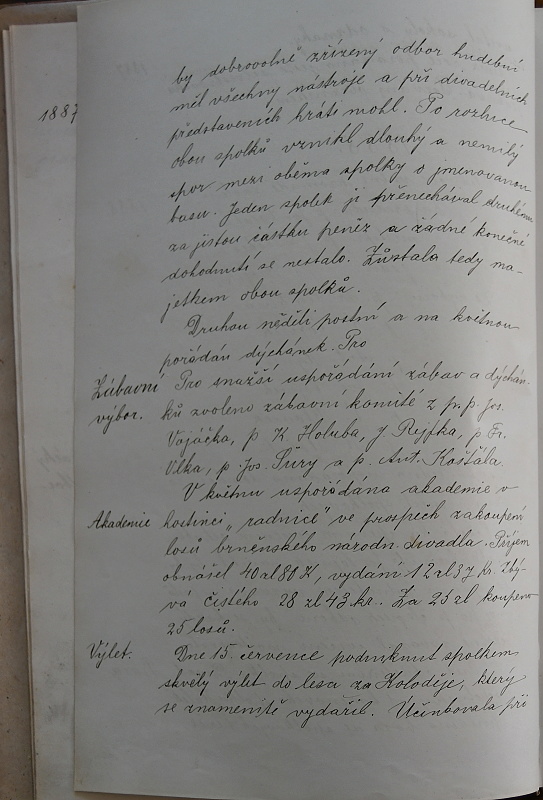 by dobrovolně zřízený odbor hudební
měl všechny nástroje a při divadelních
1887
představeních hráti mohl. Po rozluce
obou spolků vznikl dlouhý a nemilý
spor mezi oběma spolky o jmenovanou
basu. Jeden spolek ji přenechával druhému
za jistou částku peněz a žádné konečné
dohodnutí se nestalo. Zůstala tedy ma-
jetkem obou spolků.
Druhou neděli postní a na květnou
pořádán dýchánek. Pro
Zábavní Pro snažší uspořádání zábav a dýchán-
výbor. ků zvoleno zábavní komité z p. p. Jos.
Vojáčka, p K. Holuba, J Rejfka, p Fr.
Vlka, p. Jos. Šůry a p. Ant. Košťála.
V květnu uspořádána akademie v
Akademie hostinci „radnice" ve prospěch zakoupení
losů brněnského národn divadla. Příjem
obnášel 40 zl 80 K, vydání 12 zl 37 Kr. Zbý-
vá čistého 28 zl 43 kr. Za 25 zl koupeno
25 losů.
Výlet. Dne 15. července podniknut spolkem
skvělý výlet do lesa za Koloděje, který
se znamenitě vydařil. Účinkovala při